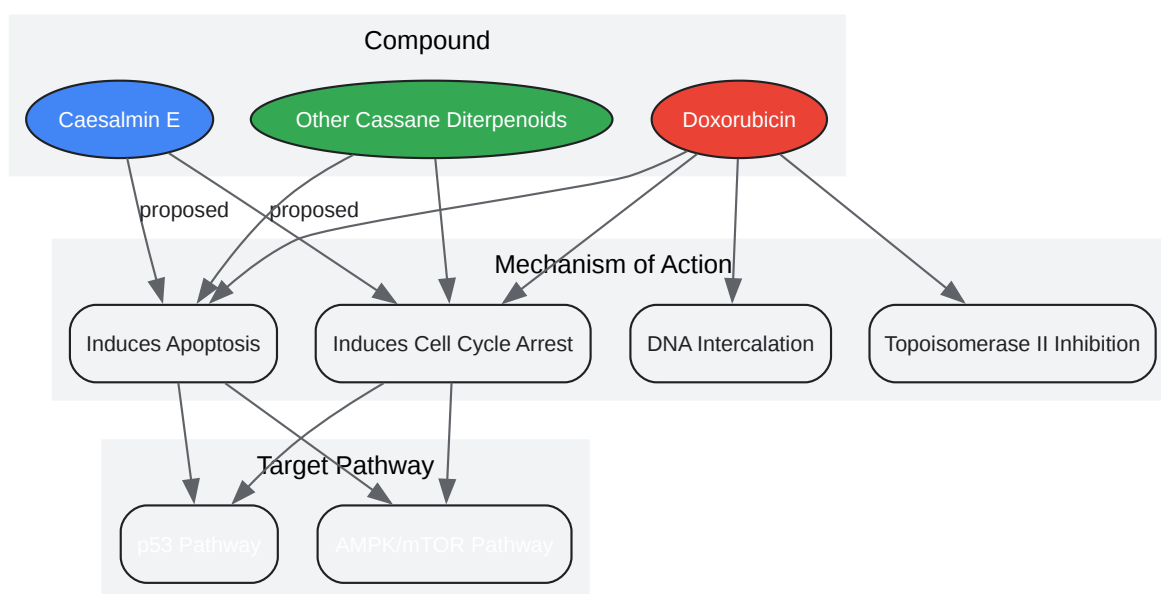 Compound
Caesalmin E
Other Cassane Diterpenoids
Doxorubicin
proposed
proposed
Mechanism of Action
Induces Apoptosis
Induces Cell Cycle Arrest
DNA Intercalation
Topoisomerase II Inhibition
Target Pathway
p53 Pathway
AMPK/mTOR Pathway